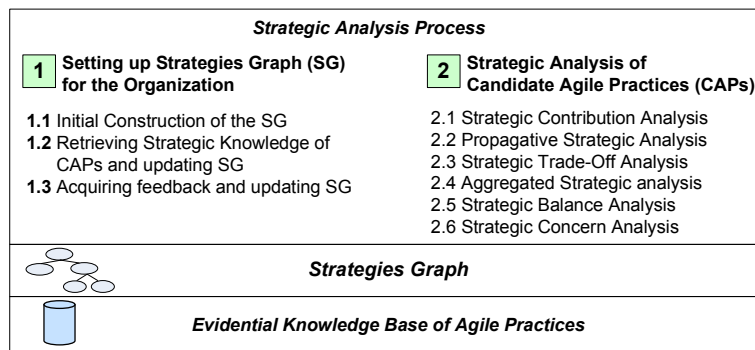 Strategic Analysis Process
1
Setting up Strategies Graph (SG)
for the Organization
1.1 Initial Construction of the SG
1.2 Retrieving Strategic Knowledge of
CAPs and updating SG
1.3 Acquiring feedback and updating SG
2
Strategic Analysis of
Candidate Agile Practices (CAPs)
2.1 Strategic Contribution Analysis
2.2 Propagative Strategic Analysis
2.3 Strategic Trade-Off Analysis
2.4 Aggregated Strategic analysis
2.5 Strategic Balance Analysis
2.6 Strategic Concern Analysis
Strategies Graph
Evidential Knowledge Base of Agile Practices